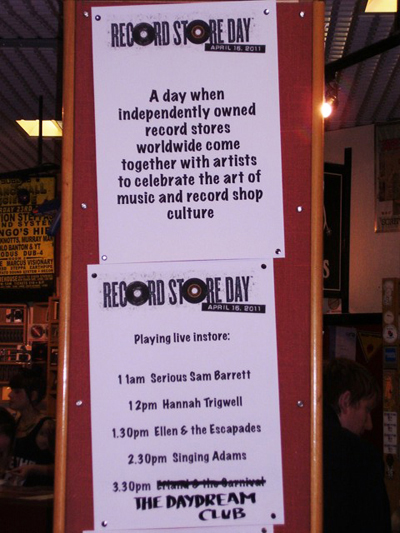 RECORD STORE DAY
APRIL 16, 2011
A day when
independently owned
record stores
worldwide come
together with artists
to celebrate the art of
music and record shop
culture
RECORD STORE DAY
APRIL 16, 2011
Playing live instore:
11am Serious Sam Barrett
12pm Hannah Trigwell
1.30pm Ellen & the Escapades
2.30pm Singing Adams
3.30pm Erland & the Carnival
THE DAYDREAM
CLUB